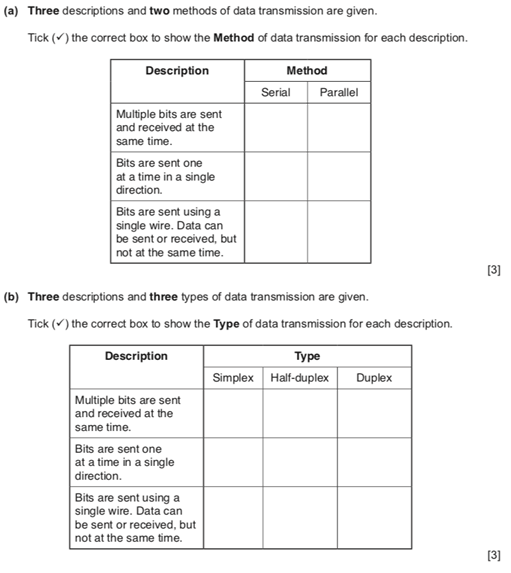 (a) Three descriptions and two methods of data transmission are given.
Tick (✓) the correct box to show the Method of data transmission for each description.
Description Method
Serial Parallel
Multiple bits are sent
and received at the
same time.
Bits are sent one
at a time in a single
direction.
Bits are sent using a
single wire. Data can
be sent or received, but
not at the same time.
[3]
(b) Three descriptions and three types of data transmission are given.
Tick (✓) the correct box to show the Type of data transmission for each description.
Description Type
Simplex Half-duplex Duplex
Multiple bits are sent
and received at the
same time.
Bits are sent one
at a time in a single
direction.
Bits are sent using a
single wire. Data can
be sent or received, but
not at the same time.
[3]